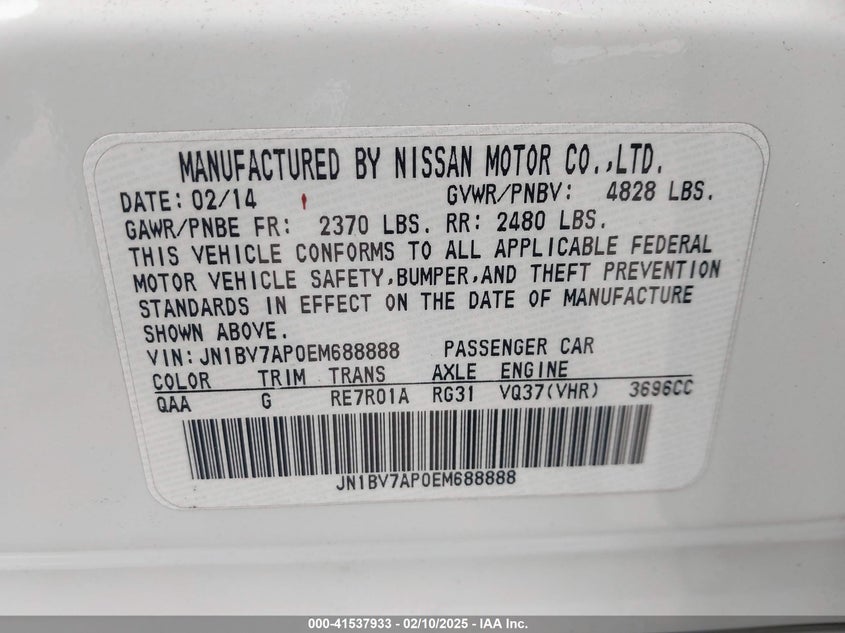 MANUFACTURED BY NISSAN MOTOR CO.,LTD.
DATE: 02/14 GVWR/PNBV: 4828 LBS.
GAWR/PNBE FR: 2370 LBS. RR: 2480 LBS.
THIS VEHICLE CONFORMS TO ALL APPLICABLE FEDERAL
MOTOR VEHICLE SAFETY,BUMPER,AND THEFT PREVENTION
STANDARDS IN EFFECT ON THE DATE OF MANUFACTURE
SHOWN ABOVE.
VIN: JN1BV7AP0EM688888 PASSENGER CAR
COLOR TRIM TRANS AXLE ENGINE
QAA G RE7R01A RG31 VQ37(VHR) 3696CC
JN1BV7AP0EM688888
000-41537933 - 02/10/2025 - IAA Inc.